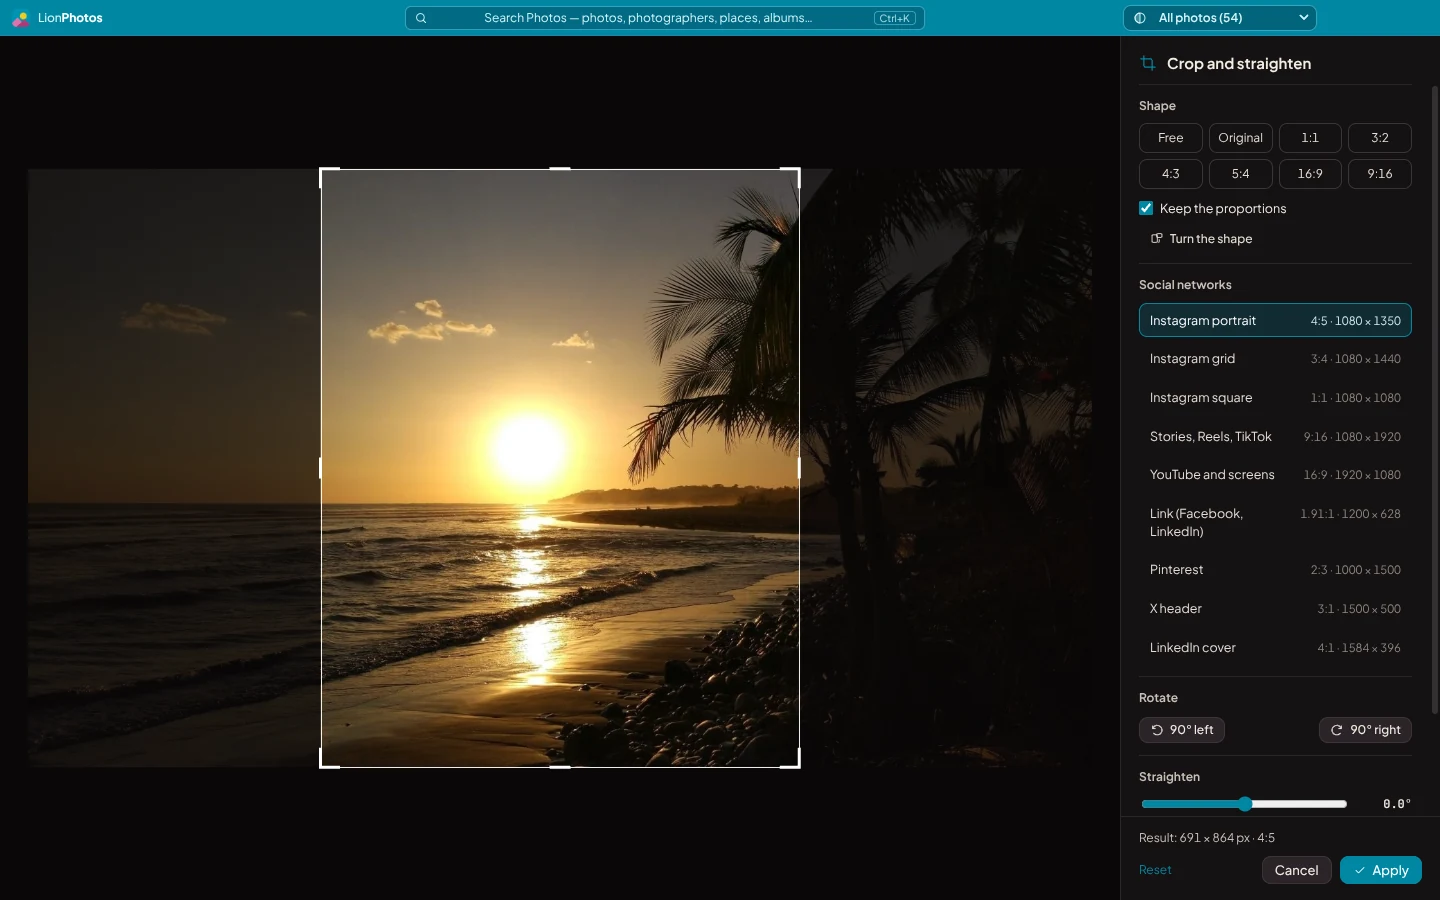 LionPhotos
Search Photos — photos, photographers, places, albums...
Ctrl+K
All photos (54)
Crop and straighten
Shape
Free
Original
1:1
3:2
4:3
5:4
16:9
9:16
Keep the proportions
Turn the shape
Social networks
Instagram portrait 4:5 · 1080 × 1350
Instagram grid 3:4 · 1080 × 1440
Instagram square 1:1 · 1080 × 1080
Stories, Reels, TikTok 9:16 · 1080 × 1920
YouTube and screens 16:9 · 1920 × 1080
Link (Facebook, 1.91:1 · 1200 × 628
LinkedIn)
Pinterest 2:3 · 1000 × 1500
X header 3:1 · 1500 × 500
LinkedIn cover 4:1 · 1584 × 396
Rotate
90° left
90° right
Straighten
0.0°
Result: 691 × 864 px · 4:5
Reset
Cancel
Apply